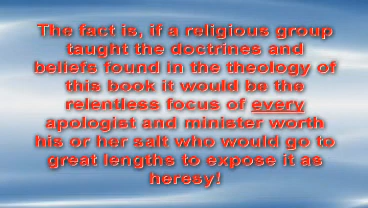 The fact is, if a religious group
taught the doctrines and
beliefs found in the theology of
this book it would be the
relentless focus of every
apologist and minister worth
his or her salt who would go to
great lengths to expose it as
heresy!